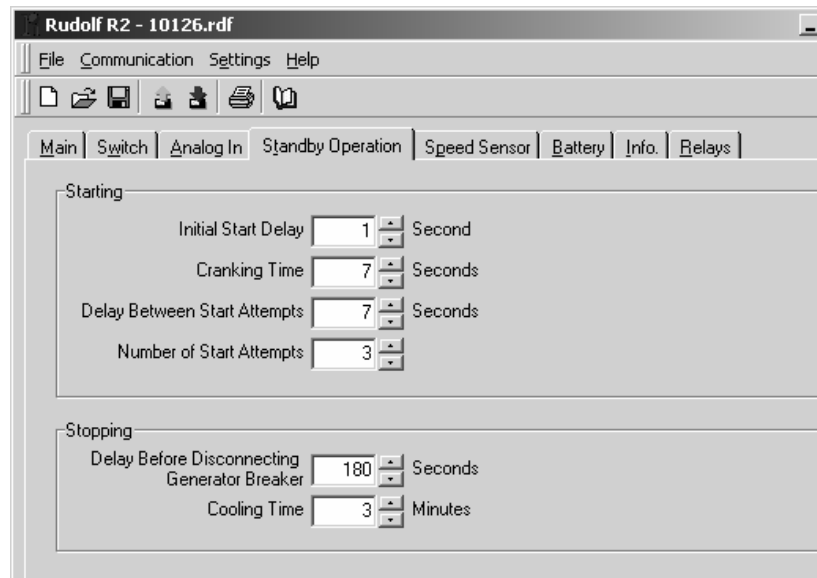 Rudolf R2 - 10126.rdf
File Communication Settings Help
Main Switch Analog In Standby Operation Speed Sensor Battery Info. Relays
Starting
Initial Start Delay 1 Second
Cranking Time 7 Seconds
Delay Between Start Attempts 7 Seconds
Number of Start Attempts 3
Stopping
Delay Before Disconnecting
Generator Breaker 180 Seconds
Cooling Time 3 Minutes